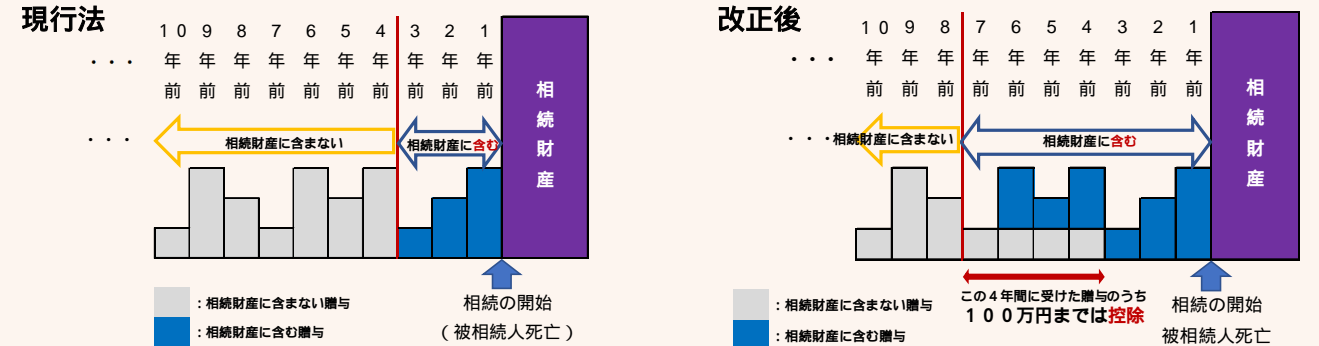 現行法
・・・
１０年前
９年前
８年前
７年前
６年前
５年前
４年前
３年前
２年前
１年前
・・・
相続財産に含まない
相続財産に含む
相続財産
：相続財産に含まない贈与
：相続財産に含む贈与
相続の開始
（被相続人死亡）
改正後
・・・
１０年前
９年前
８年前
７年前
６年前
５年前
４年前
３年前
２年前
１年前
・・・
相続財産に含まない
相続財産に含む
相続財産
この４年間に受けた贈与のうち
１００万円までは控除
：相続財産に含まない贈与
：相続財産に含む贈与
相続の開始
被相続人死亡